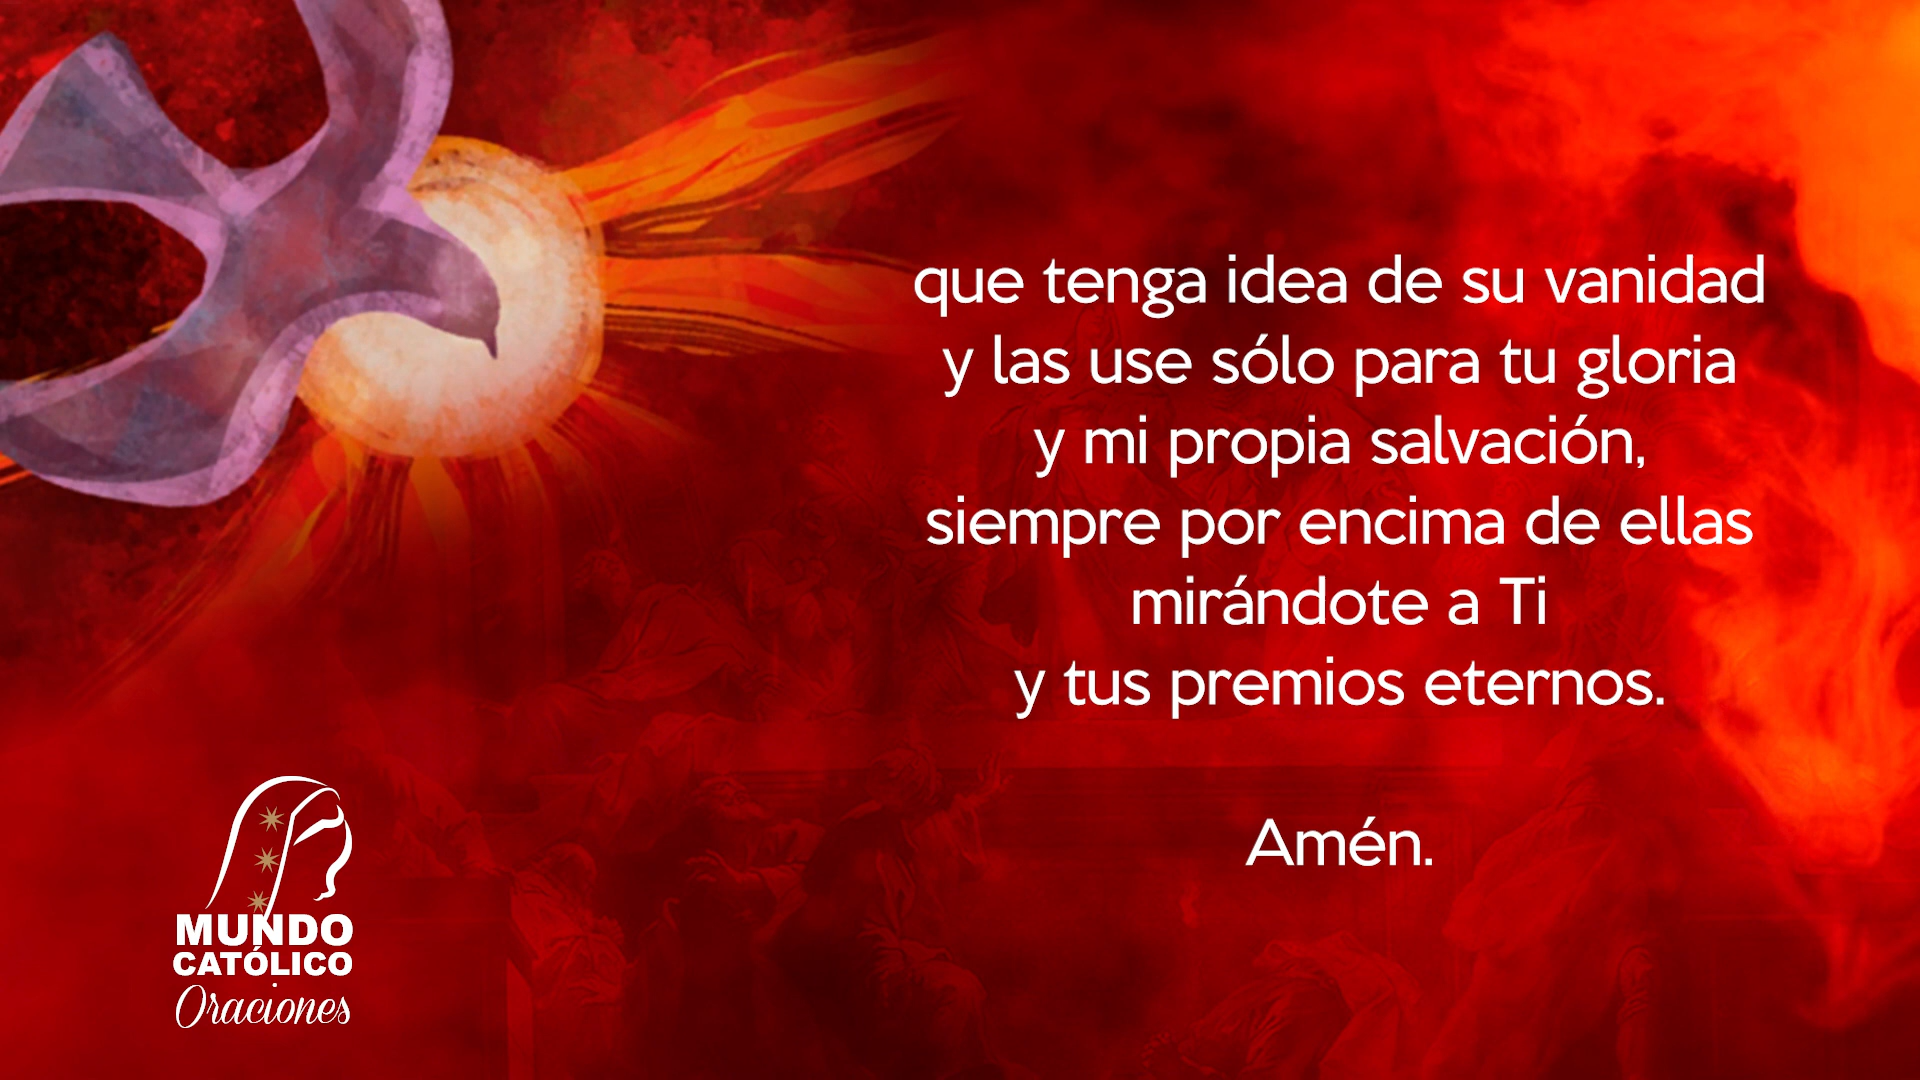 que tenga idea de su vanidad
y las use sólo para tu gloria
y mi propia salvación,
siempre por encima de ellas
mirándote a Ti
y tus premios eternos.
Amén.
MUNDO
CATÓLICO
Oraciones